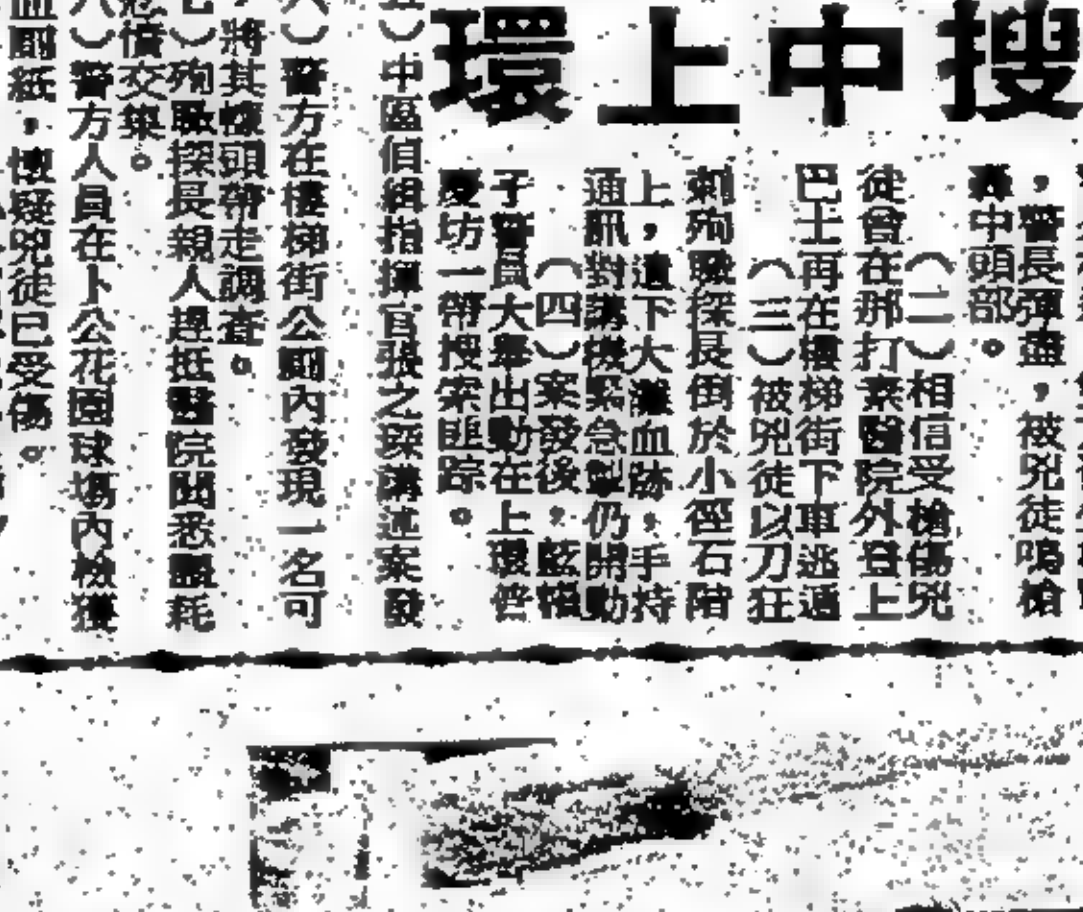 搜中上環
，警長彈盡，被兇徒鳴槍
轟中頭部。
（二）相信受槍傷兇
徒曾在那打素醫院外登上
巴士再在樓梯街下車逃過
（三）被兇徒以刀狂
刺殉職探長倒於小徑石階
上，遺下大灘血跡，手持
通訊對講機緊急掣仍開動
（四）案發後，藍帽
子警員大舉出動在上環管
慶坊一帶搜索匪踪。
）中區偵緝指揮官張之琛講述案發
）警方在樓梯街公厠內發現一名可
，將其懷頭帶走調查。
）殉職探長親人趕抵醫院聞悉噩耗
憤交集。
）警方人員在卜公花園球場內檢獲
血厠紙，懷疑兇徒已受傷。